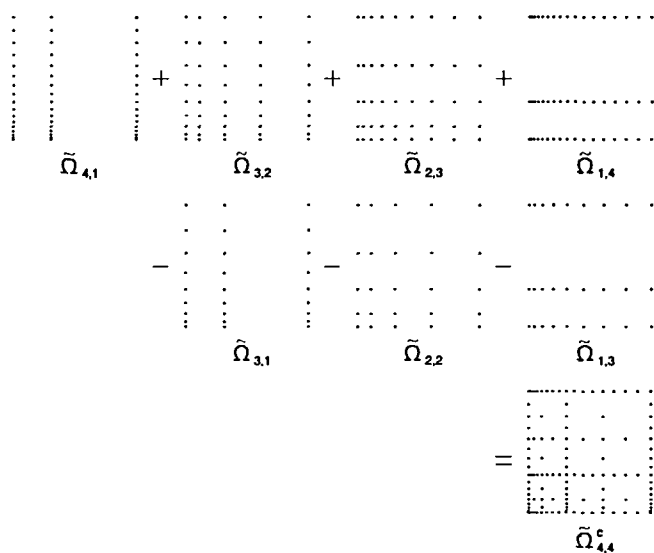 + + +
Ω̃₄,₁ Ω̃₃,₂ Ω̃₂,₃ Ω̃₁,₄
− − −
Ω̃₃,₁ Ω̃₂,₂ Ω̃₁,₃
=
Ω̃ᶜ₄,₄